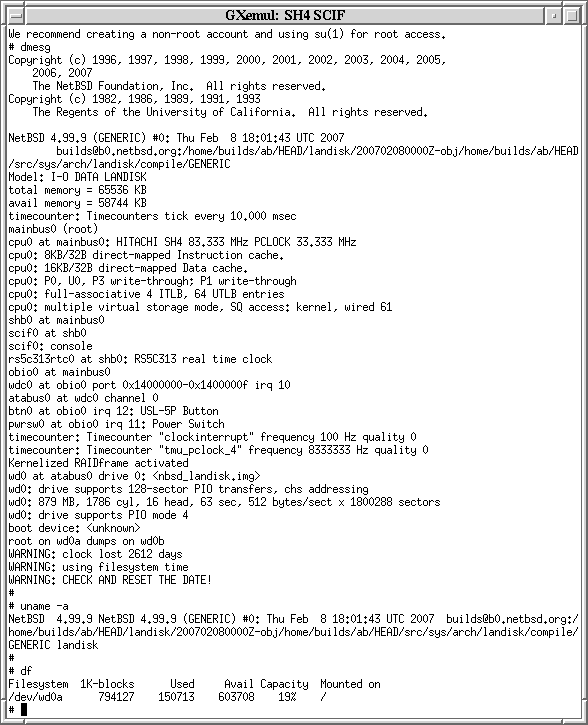 GXemul: SH4 SCIF
We recommend creating a non-root account and using su(1) for root access.
# dmesg
Copyright (c) 1996, 1997, 1998, 1999, 2000, 2001, 2002, 2003, 2004, 2005,
    2006, 2007
    The NetBSD Foundation, Inc.  All rights reserved.
Copyright (c) 1982, 1986, 1989, 1991, 1993
    The Regents of the University of California.  All rights reserved.

NetBSD 4.99.9 (GENERIC) #0: Thu Feb  8 18:01:43 UTC 2007
        builds@b0.netbsd.org:/home/builds/ab/HEAD/landisk/200702080000Z-obj/home/builds/ab/HEAD
/src/sys/arch/landisk/compile/GENERIC
Model: I-O DATA LANDISK
total memory = 65536 KB
avail memory = 58744 KB
timecounter: Timecounters tick every 10.000 msec
mainbus0 (root)
cpu0 at mainbus0: HITACHI SH4 83.333 MHz PCLOCK 33.333 MHz
cpu0: 8KB/32B direct-mapped Instruction cache.
cpu0: 16KB/32B direct-mapped Data cache.
cpu0: P0, U0, P3 write-through; P1 write-through
cpu0: full-associative 4 ITLB, 64 UTLB entries
cpu0: multiple virtual storage mode, SQ access: kernel, wired 61
shb0 at mainbus0
scif0 at shb0
scif0: console
rs5c313rtc0 at shb0: RS5C313 real time clock
obio0 at mainbus0
wdc0 at obio0 port 0x14000000-0x1400000f irq 10
atabus0 at wdc0 channel 0
btn0 at obio0 irq 12: USL-5P Button
pwrsw0 at obio0 irq 11: Power Switch
timecounter: Timecounter "clockinterrupt" frequency 100 Hz quality 0
timecounter: Timecounter "tmu_pclock_4" frequency 8333333 Hz quality 0
Kernelized RAIDframe activated
wd0 at atabus0 drive 0: <nbsd_landisk.img>
wd0: drive supports 128-sector PIO transfers, chs addressing
wd0: 879 MB, 1786 cyl, 16 head, 63 sec, 512 bytes/sect x 1800288 sectors
wd0: drive supports PIO mode 4
boot device: <unknown>
root on wd0a dumps on wd0b
WARNING: clock lost 2612 days
WARNING: using filesystem time
WARNING: CHECK AND RESET THE DATE!
#
# uname -a
NetBSD  4.99.9 NetBSD 4.99.9 (GENERIC) #0: Thu Feb  8 18:01:43 UTC 2007  builds@b0.netbsd.org:/
home/builds/ab/HEAD/landisk/200702080000Z-obj/home/builds/ab/HEAD/src/sys/arch/landisk/compile/
GENERIC landisk
#
# df
Filesystem  1K-blocks      Used     Avail Capacity  Mounted on
/dev/wd0a      794127    150713    603708    19%    /
#